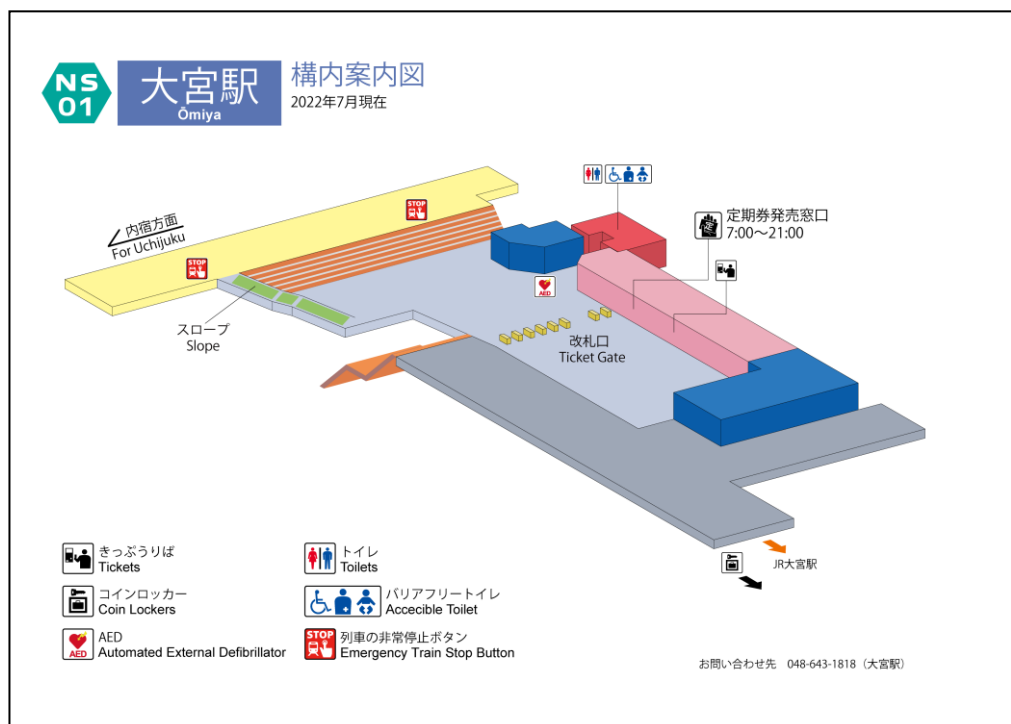 NS
01
大宮駅
Ōmiya
構内案内図
2022年7月現在
内宿方面
For Uchijuku
STOP
STOP
定期券発売窓口
7:00～21:00
定
AED
スロープ
Slope
改札口
Ticket Gate
JR大宮駅
きっぷうりば
Tickets
トイレ
Toilets
コインロッカー
Coin Lockers
バリアフリートイレ
Accecible Toilet
AED
AED
Automated External Defibrillator
STOP
列車の非常停止ボタン
Emergency Train Stop Button
お問い合わせ先 048-643-1818（大宮駅）